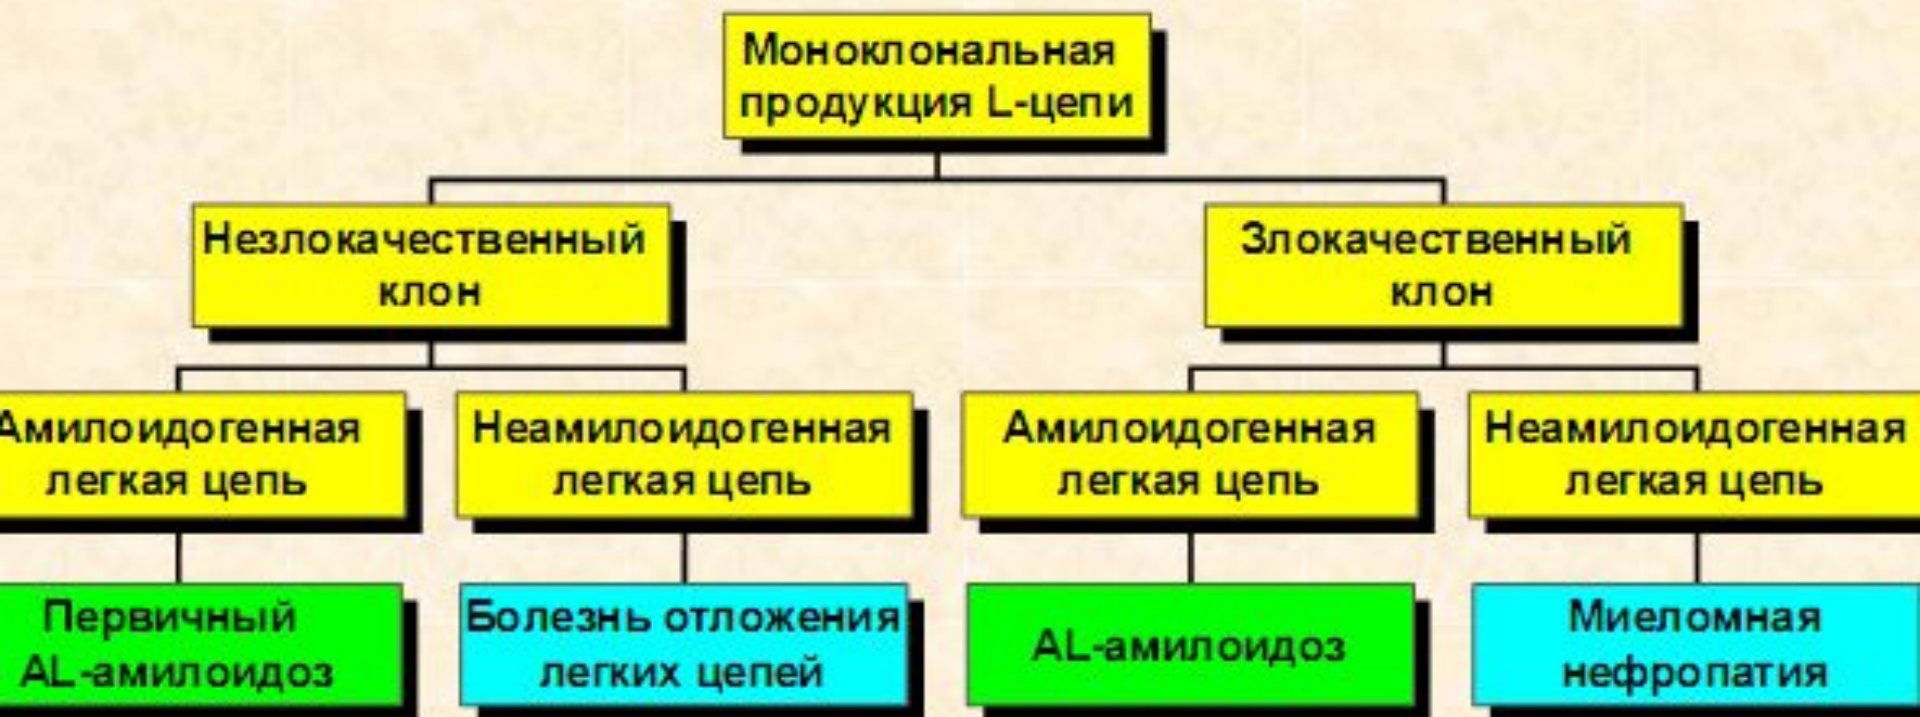 Моноклональная
продукция L-цепи
Незлокачественный
клон
Злокачественный
клон
Амилоидогенная
легкая цепь
Неамилоидогенная
легкая цепь
Амилоидогенная
легкая цепь
Неамилоидогенная
легкая цепь
Первичный
AL-амилоидоз
Болезнь отложения
легких цепей
AL-амилоидоз
Миеломная
нефропатия